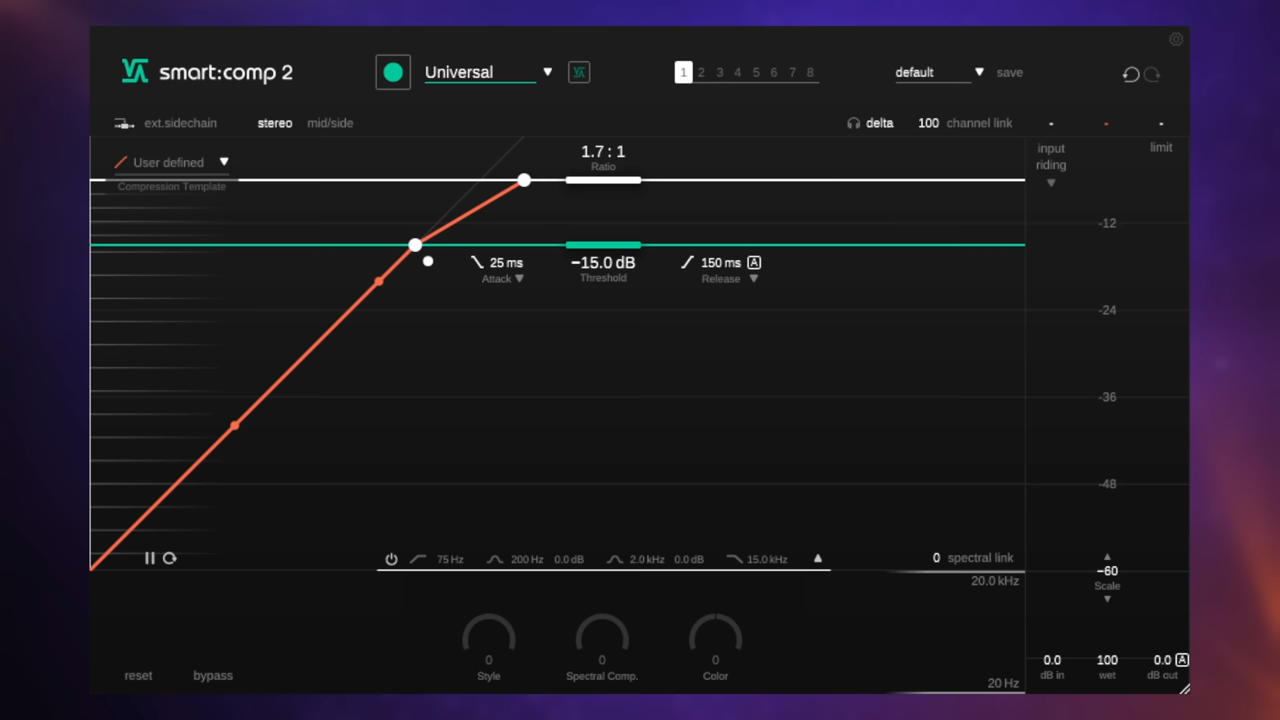 smart:comp 2
Universal
1 2 3 4 5 6 7 8
default
save
ext.sidechain
stereo
mid/side
delta
100 channel link
- - -
User defined
Compression Template
1.7 : 1
Ratio
input
riding
limit
25 ms
Attack
−15.0 dB
Threshold
150 ms A
Release
-12
-24
-36
-48
75 Hz
200 Hz 0.0 dB
2.0 kHz 0.0 dB
15.0 kHz
0 spectral link
20.0 kHz
−60
Scale
0
Style
0
Spectral Comp.
0
Color
reset
bypass
20 Hz
0.0
dB in
100
wet
0.0 A
dB out